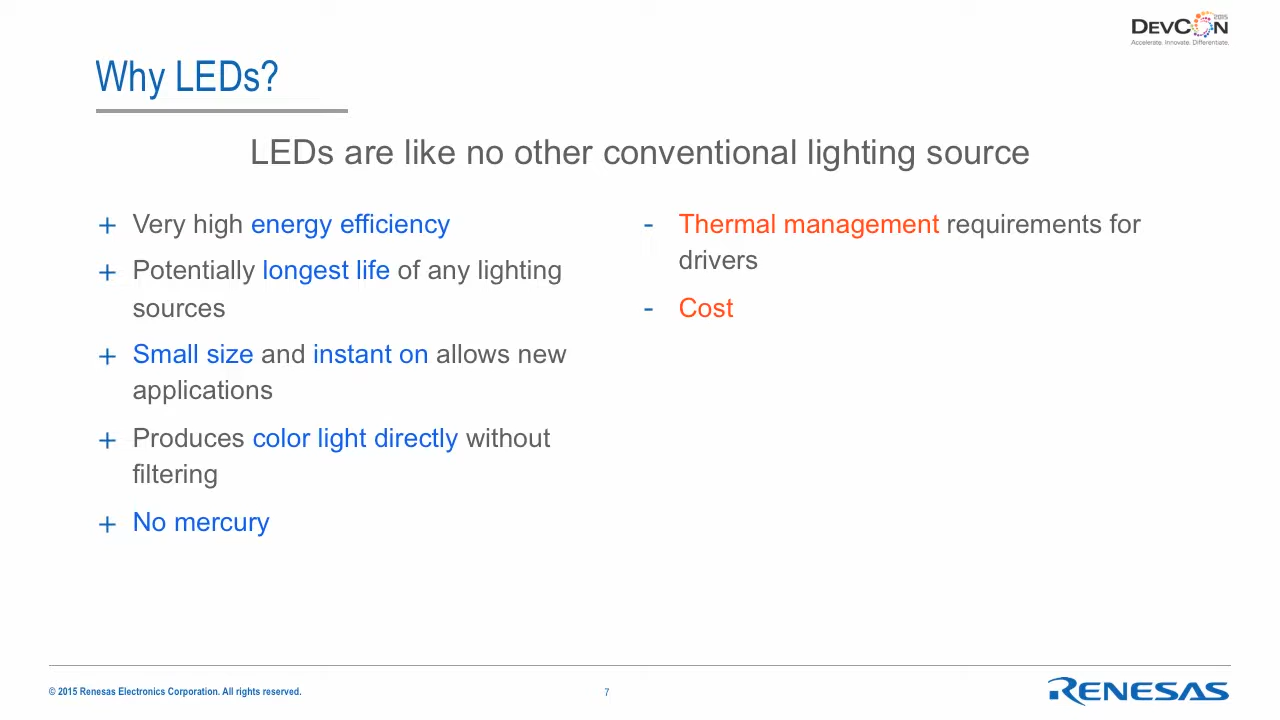 2015
DEVCON
Accelerate. Innovate. Differentiate.
Why LEDs?
LEDs are like no other conventional lighting source
+ Very high energy efficiency
+ Potentially longest life of any lighting
sources
+ Small size and instant on allows new
applications
+ Produces color light directly without
filtering
+ No mercury
- Thermal management requirements for
drivers
- Cost
© 2015 Renesas Electronics Corporation. All rights reserved.
7
RENESAS